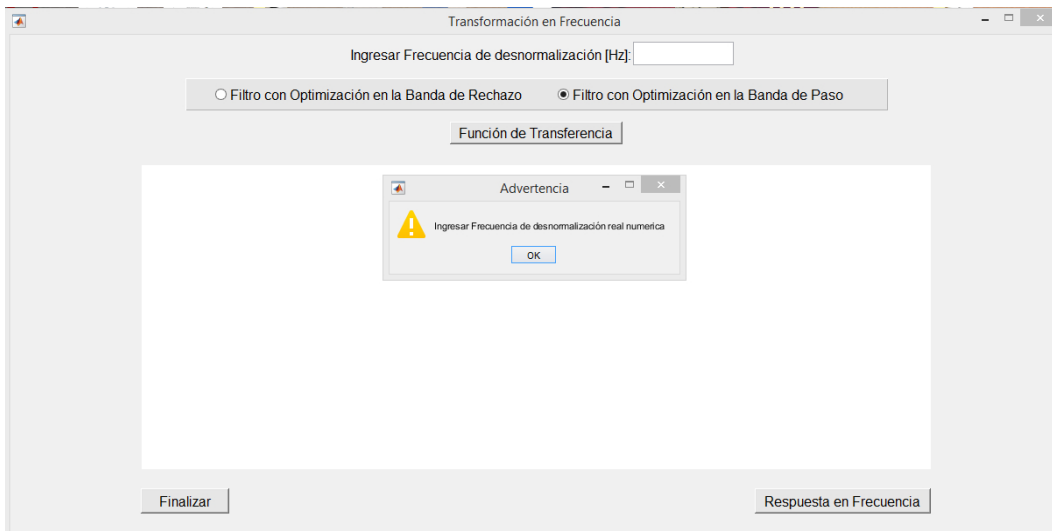 Transformación en Frecuencia
Ingresar Frecuencia de desnormalización [Hz]:
Filtro con Optimización en la Banda de Rechazo Filtro con Optimización en la Banda de Paso
Función de Transferencia
Advertencia
Ingresar Frecuencia de desnormalización real numerica
OK
Finalizar Respuesta en Frecuencia